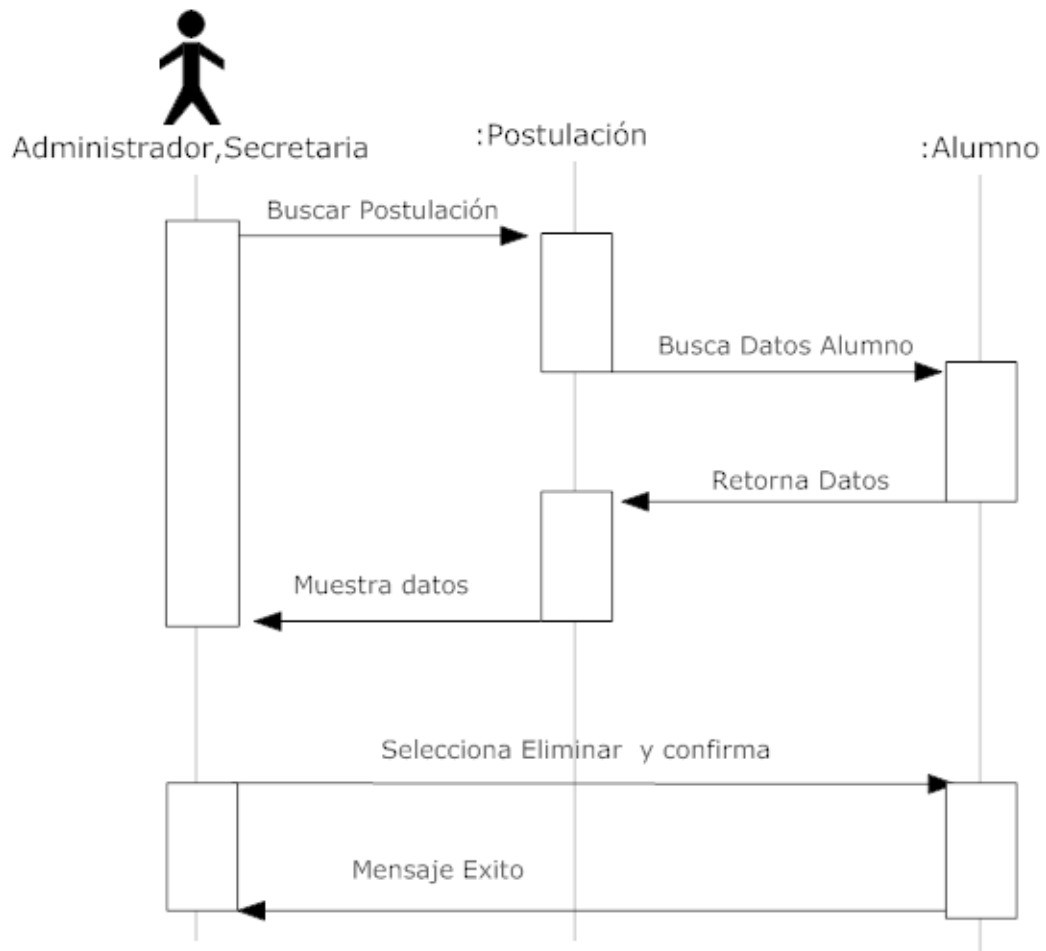 Administrador,Secretaria
:Postulación
:Alumno
Buscar Postulación
Busca Datos Alumno
Retorna Datos
Muestra datos
Selecciona Eliminar y confirma
Mensaje Exito